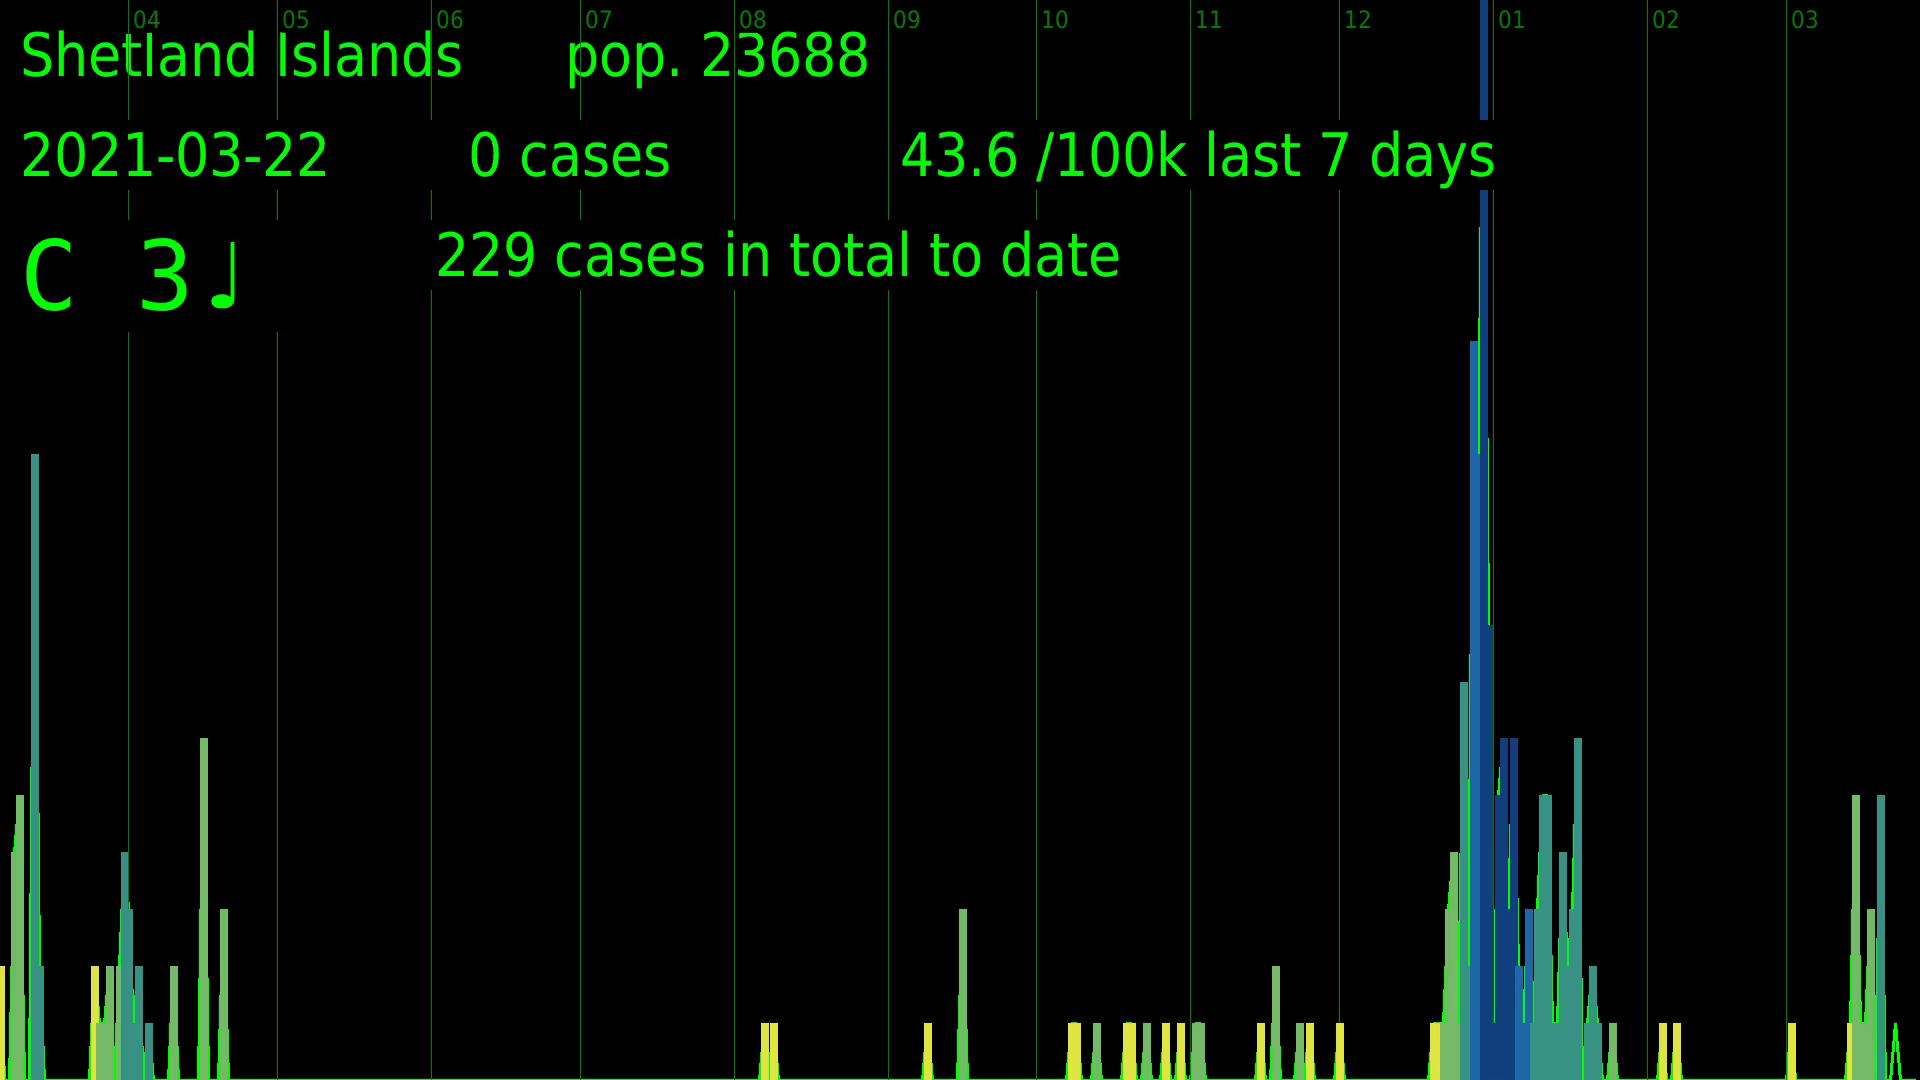 04 05 06 07 08 09 10 11 12 01 02 03
Shetland Islands pop. 23688
2021-03-22 0 cases 43.6 /100k last 7 days
C 3♩ 229 cases in total to date